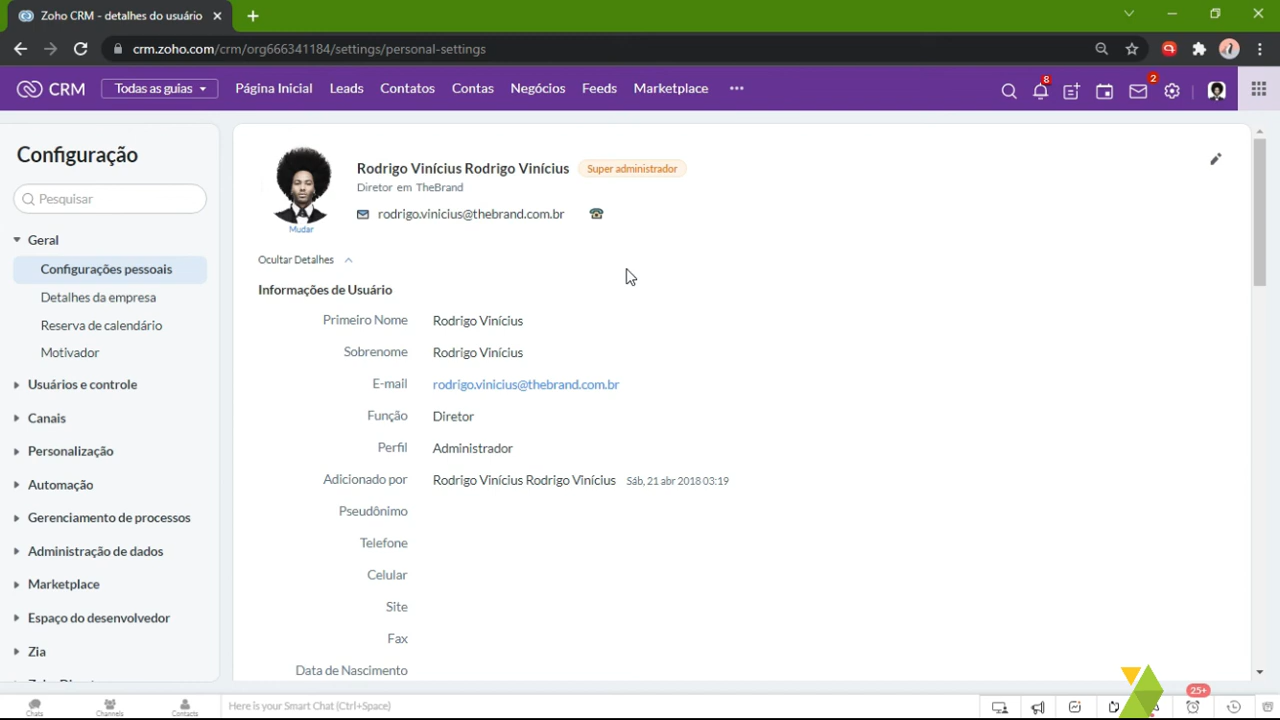 Zoho CRM - detalhes do usuário
crm.zoho.com/crm/org666341184/settings/personal-settings
CRM
Todas as guias
Página Inicial
Leads
Contatos
Contas
Negócios
Feeds
Marketplace
8
2
Configuração
Pesquisar
Geral
Configurações pessoais
Detalhes da empresa
Reserva de calendário
Motivador
Usuários e controle
Canais
Personalização
Automação
Gerenciamento de processos
Administração de dados
Marketplace
Espaço do desenvolvedor
Zia
Rodrigo Vinícius Rodrigo Vinícius Super administrador
Diretor em TheBrand
rodrigo.vinicius@thebrand.com.br
Mudar
Ocultar Detalhes
Informações de Usuário
Primeiro Nome Rodrigo Vinícius
Sobrenome Rodrigo Vinícius
E-mail rodrigo.vinicius@thebrand.com.br
Função Diretor
Perfil Administrador
Adicionado por Rodrigo Vinícius Rodrigo Vinícius Sáb, 21 abr 2018 03:19
Pseudônimo
Telefone
Celular
Site
Fax
Data de Nascimento
Chats
Channels
Contacts
Here is your Smart Chat (Ctrl+Space)
25+